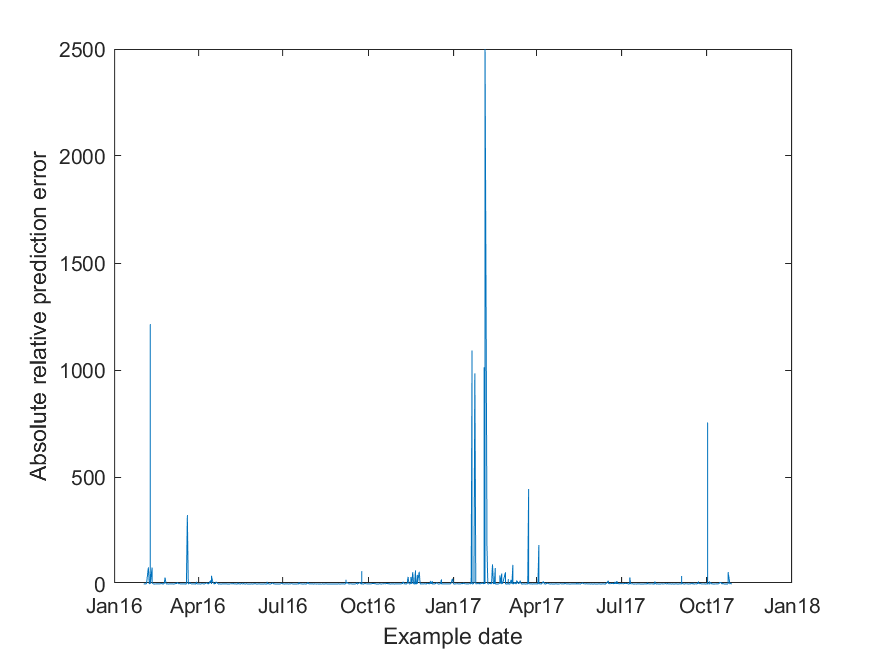 2500
2000
1500
1000
500
0
Absolute relative prediction error
Jan16 Apr16 Jul16 Oct16 Jan17 Apr17 Jul17 Oct17 Jan18
Example date